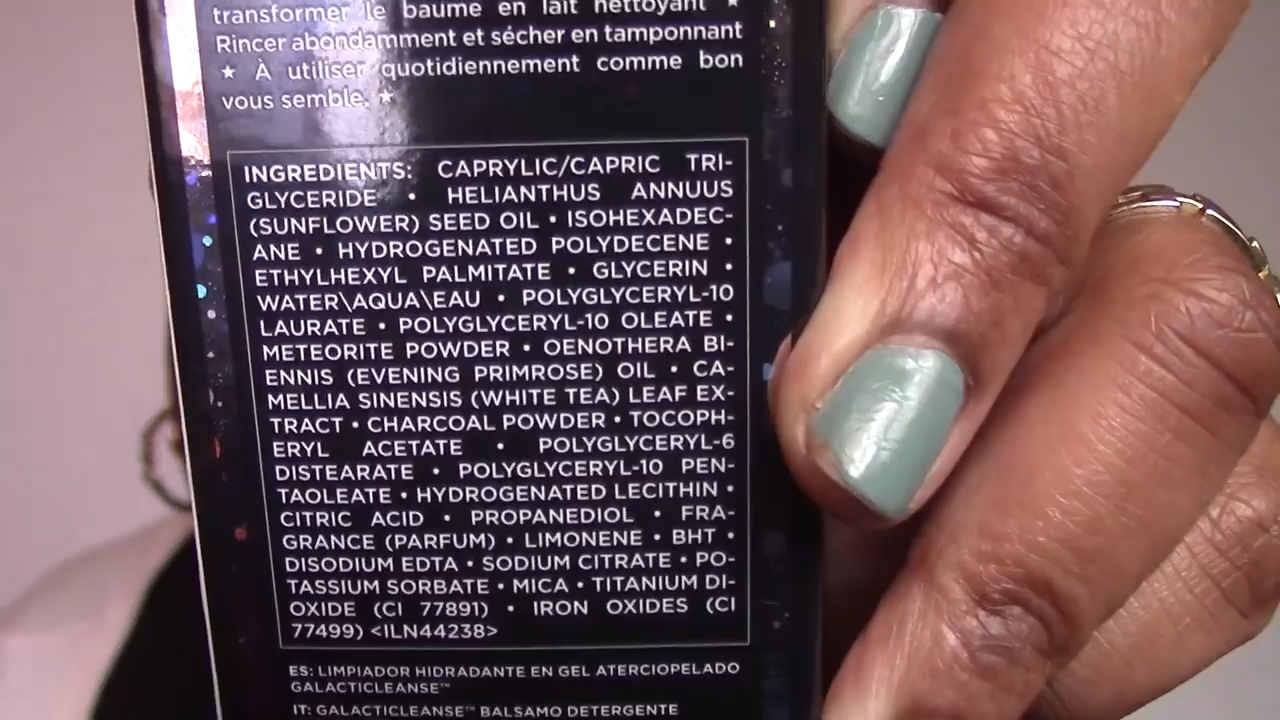 transformer le baume en lait nettoyant ★
Rincer abondamment et sécher en tamponnant
★ À utiliser quotidiennement comme bon
vous semble. ★
INGREDIENTS: CAPRYLIC/CAPRIC TRI-
GLYCERIDE • HELIANTHUS ANNUUS
(SUNFLOWER) SEED OIL • ISOHEXADEC-
ANE • HYDROGENATED POLYDECENE •
ETHYLHEXYL PALMITATE • GLYCERIN •
WATER\AQUA\EAU • POLYGLYCERYL-10
LAURATE • POLYGLYCERYL-10 OLEATE •
METEORITE POWDER • OENOTHERA BI-
ENNIS (EVENING PRIMROSE) OIL • CA-
MELLIA SINENSIS (WHITE TEA) LEAF EX-
TRACT • CHARCOAL POWDER • TOCOPH-
ERYL ACETATE • POLYGLYCERYL-6
DISTEARATE • POLYGLYCERYL-10 PEN-
TAOLEATE • HYDROGENATED LECITHIN •
CITRIC ACID • PROPANEDIOL • FRA-
GRANCE (PARFUM) • LIMONENE • BHT •
DISODIUM EDTA • SODIUM CITRATE • PO-
TASSIUM SORBATE • MICA • TITANIUM DI-
OXIDE (CI 77891) • IRON OXIDES (CI
77499) <ILN44238>
ES: LIMPIADOR HIDRADANTE EN GEL ATERCIOPELADO
GALACTICLEANSE™
IT: GALACTICLEANSE™ BALSAMO DETERGENTE